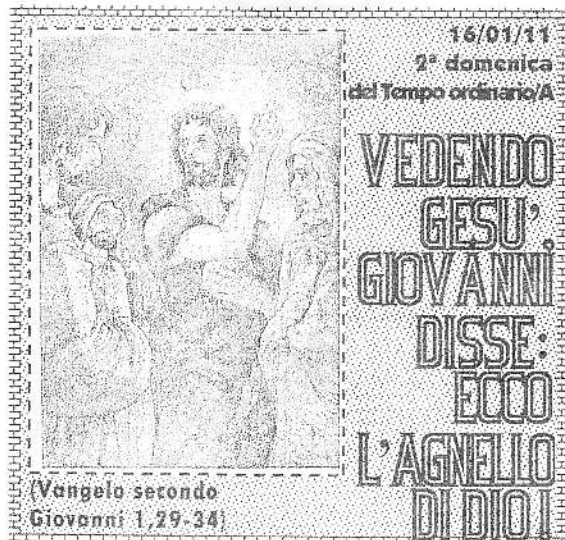 16/01/11
2ª domenica
del Tempo ordinario/A
VEDENDO
GESU',
GIOVANNI
DISSE:
ECCO
L'AGNELLO
DI DIO!
(Vangelo secondo
Giovanni 1,29-34)